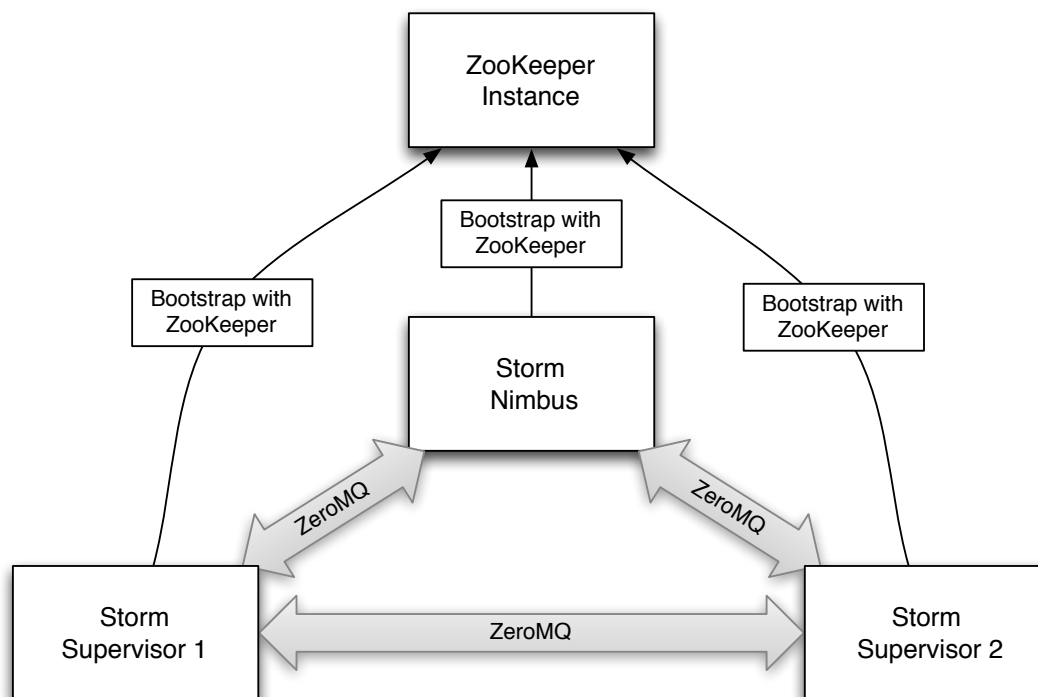 ZooKeeper
Instance
Bootstrap with
ZooKeeper
Bootstrap with
ZooKeeper
Bootstrap with
ZooKeeper
Storm
Nimbus
ZeroMQ
ZeroMQ
Storm
Supervisor 1
ZeroMQ
Storm
Supervisor 2